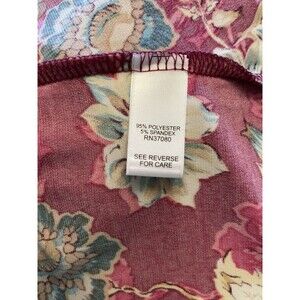 95% POLYESTER
5% SPANDEX
RN37080
SEE REVERSE
FOR CARE